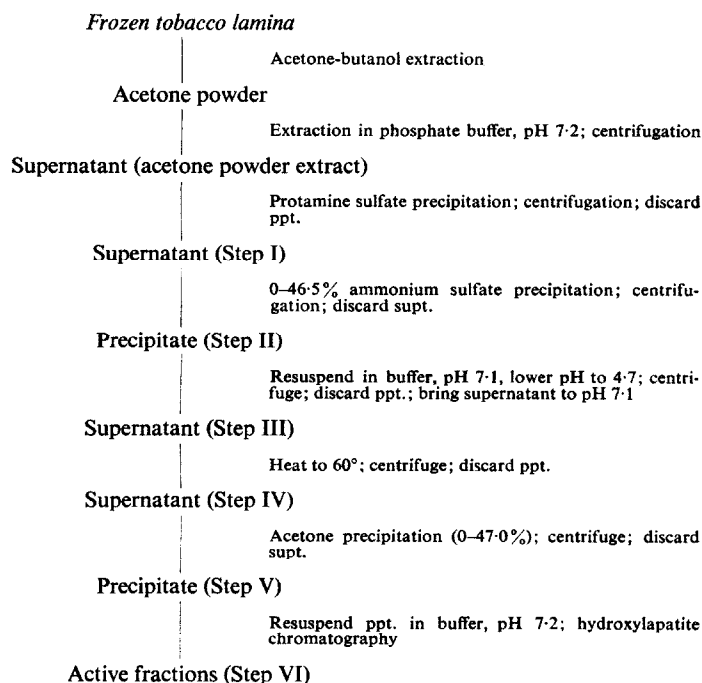 Frozen tobacco lamina
Acetone-butanol extraction
Acetone powder
Extraction in phosphate buffer, pH 7·2; centrifugation
Supernatant (acetone powder extract)
Protamine sulfate precipitation; centrifugation; discard
ppt.
Supernatant (Step I)
0–46·5% ammonium sulfate precipitation; centrifu-
gation; discard supt.
Precipitate (Step II)
Resuspend in buffer, pH 7·1, lower pH to 4·7; centri-
fuge; discard ppt.; bring supernatant to pH 7·1
Supernatant (Step III)
Heat to 60°; centrifuge; discard ppt.
Supernatant (Step IV)
Acetone precipitation (0–47·0%); centrifuge; discard
supt.
Precipitate (Step V)
Resuspend ppt. in buffer, pH 7·2; hydroxylapatite
chromatography
Active fractions (Step VI)